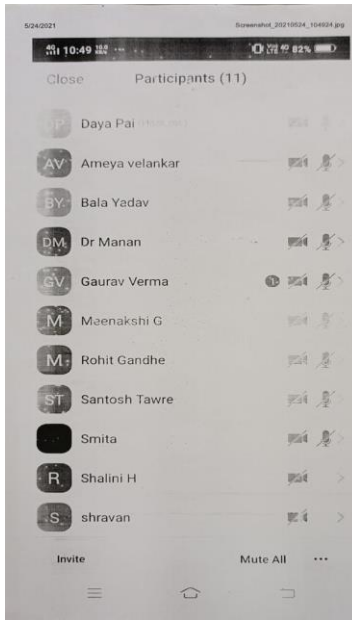 5/24/2021
Screenshot_20210524_104924.jpg
10:49
82%
Close Participants (11)
DP Daya Pai
AV Ameya velankar
BY Bala Yadav
DM Dr Manan
GV Gaurav Verma
M Meenakshi G
M Rohit Gandhe
ST Santosh Tawre
Smita
R Shalini H
S shravan
Invite Mute All ...